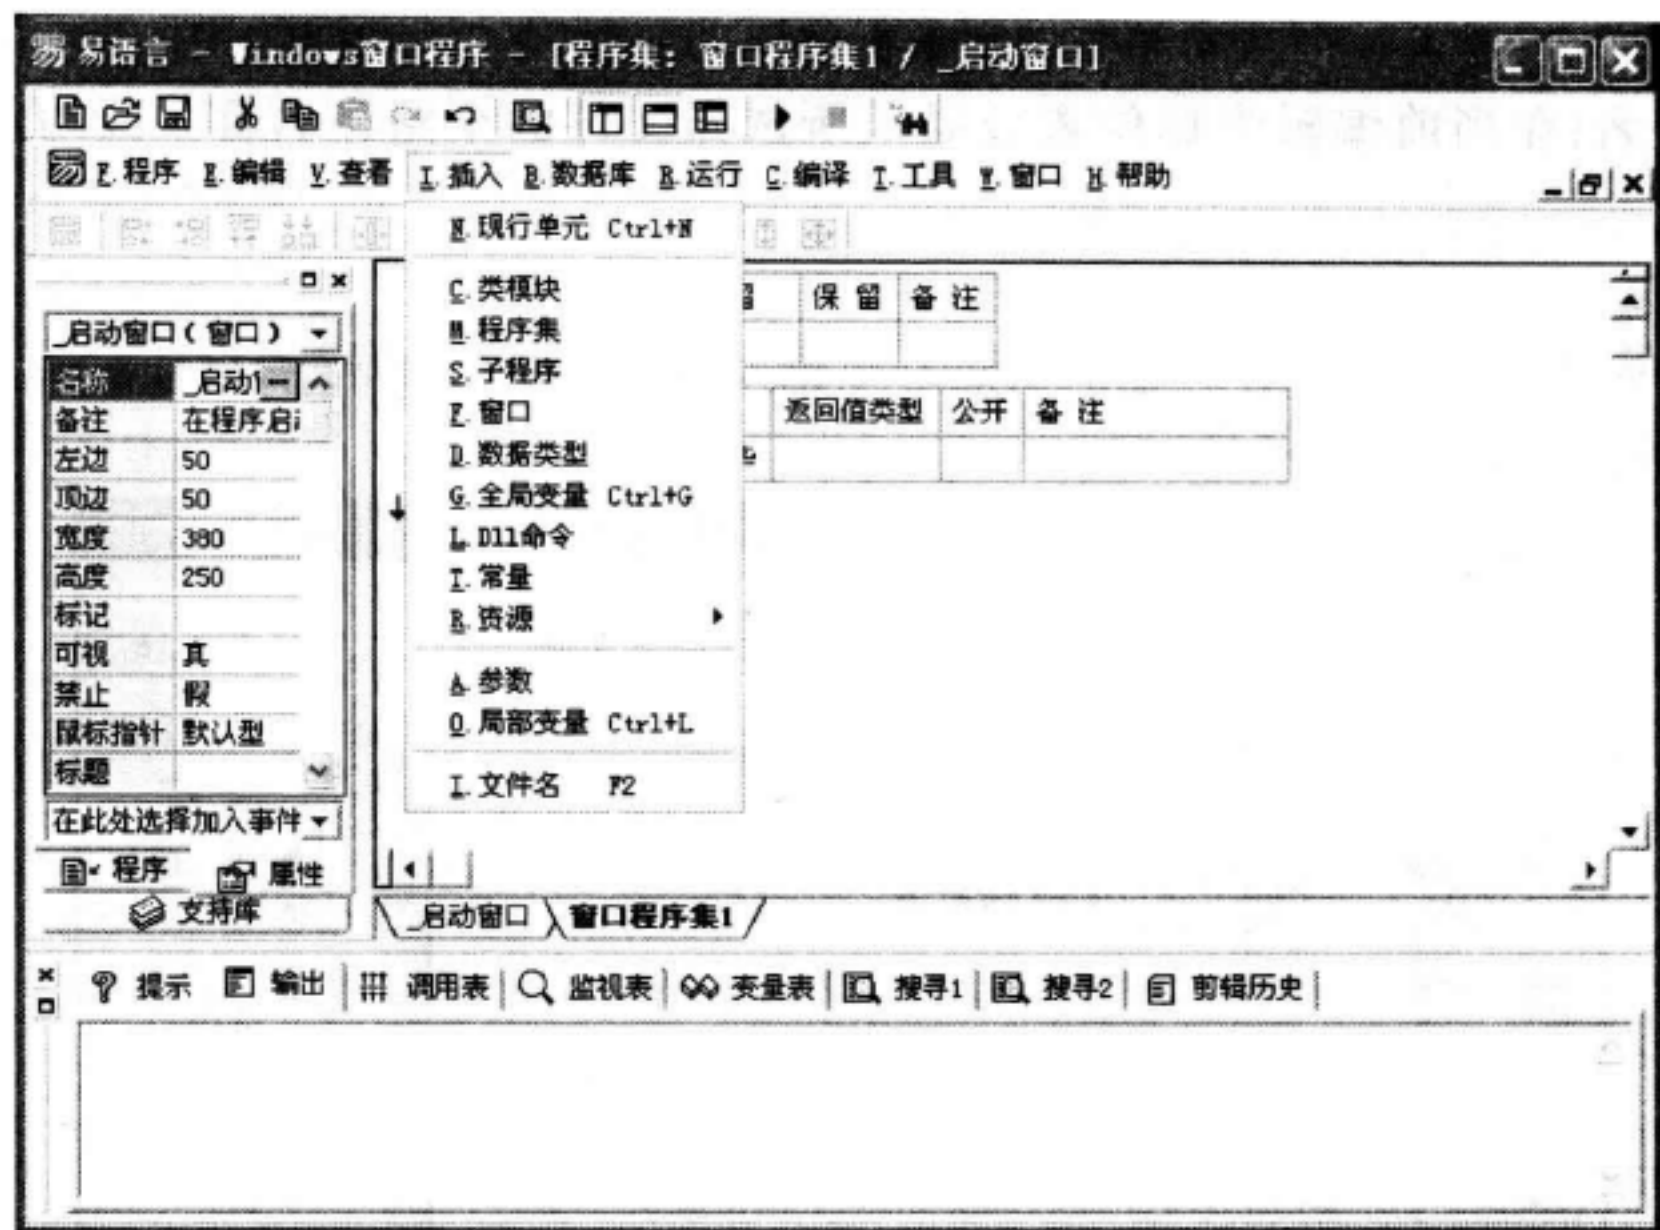 易语言 - Windows窗口程序 - [程序集: 窗口程序集1 / _启动窗口]
F.程序 E.编辑 V.查看 I.插入 B.数据库 R.运行 C.编译 T.工具 W.窗口 H.帮助
N.现行单元 Ctrl+N
C.类模块
M.程序集
S.子程序
F.窗口
D.数据类型
G.全局变量 Ctrl+G
L.Dll命令
T.常量
R.资源
A.参数
O.局部变量 Ctrl+L
I.文件名 F2
保 留 备 注
返回值类型 公开 备 注
_启动窗口(窗口)
名称 _启动
备注 在程序启
左边 50
顶边 50
宽度 380
高度 250
标记
可视 真
禁止 假
鼠标指针 默认型
标题
在此处选择加入事件
程序 属性
支持库
_启动窗口 窗口程序集1
提示 输出 调用表 监视表 变量表 搜寻1 搜寻2 剪辑历史